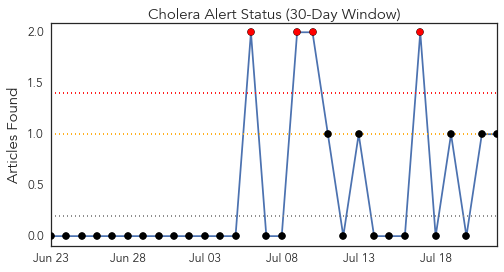 Cholera Alert Status (30-Day Window)
Articles Found
2.0
1.5
1.0
0.5
0.0
Jun 23 Jun 28 Jul 03 Jul 08 Jul 13 Jul 18